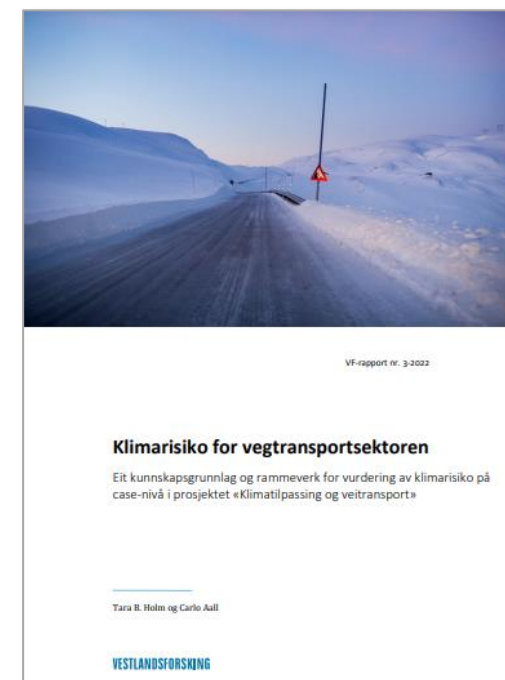 VF-rapport nr. 3-2022
Klimarisiko for vegtransportsektoren
Eit kunnskapsgrunnlag og rammeverk for vurdering av klimarisiko på
case-nivå i prosjektet «Klimatilpassing og veitransport»
Tara B. Holm og Carlo Aall
VESTLANDSFORSKING